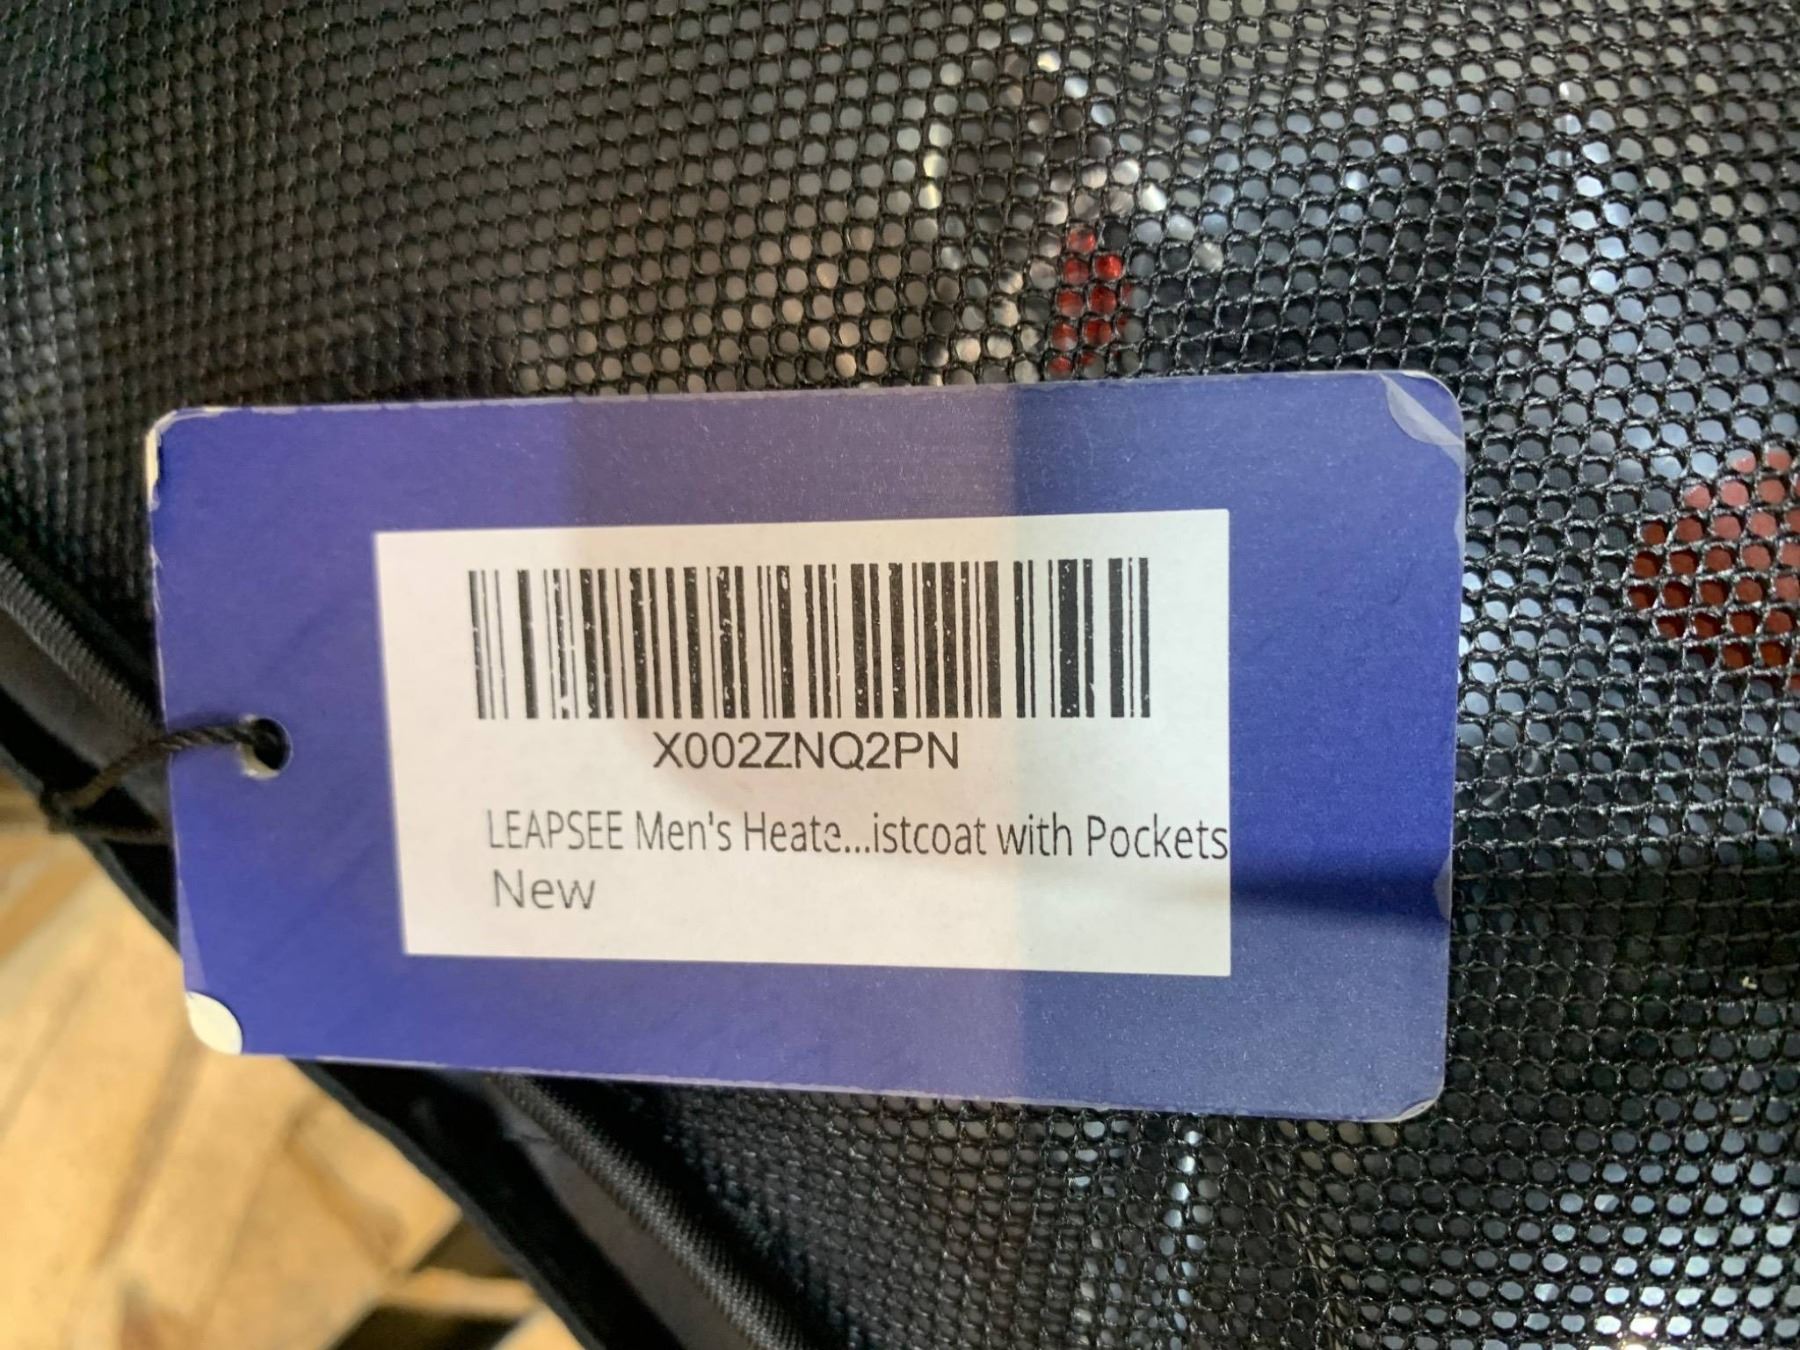 X002ZNQ2PN
LEAPSEE Men's Heate...istcoat with Pockets
New